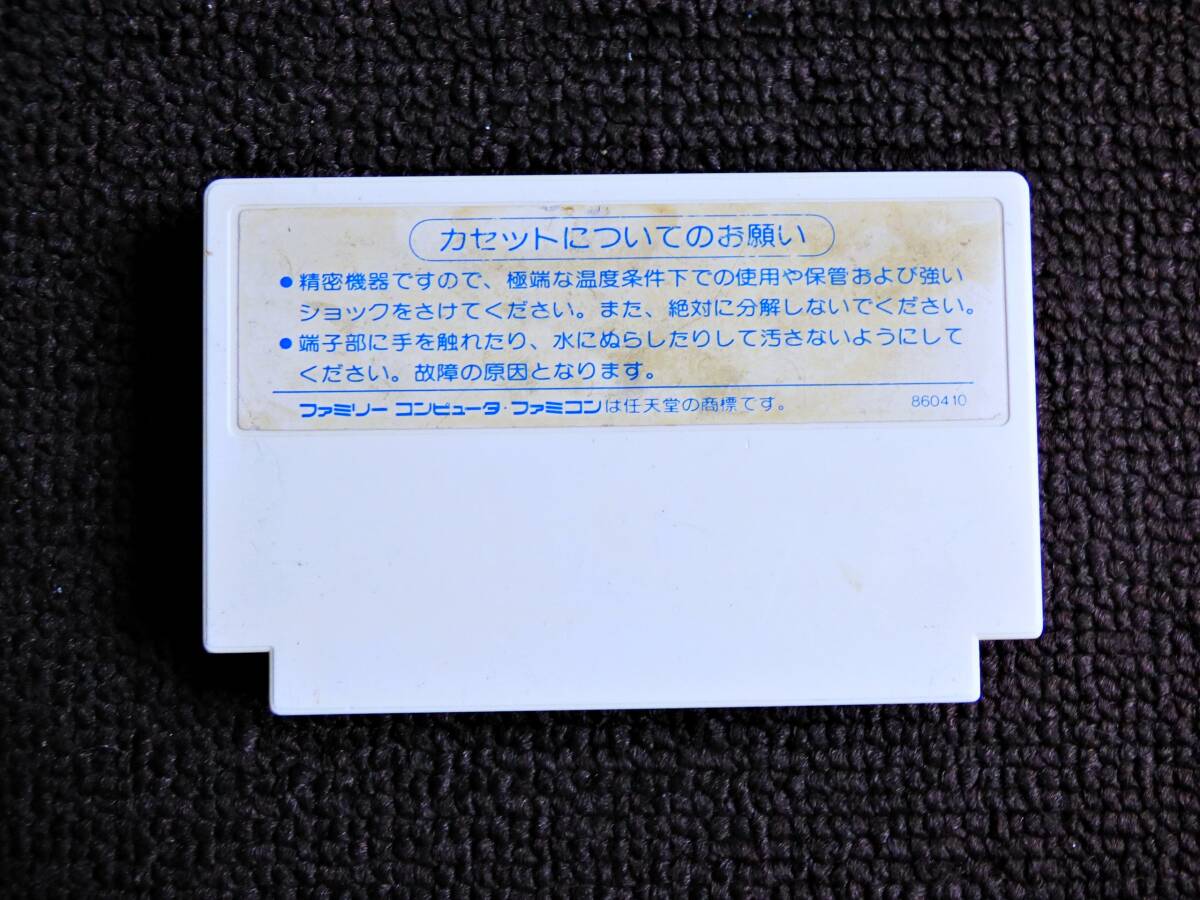 カセットについてのお願い
●精密機器ですので、極端な温度条件下での使用や保管および強い
ショックをさけてください。また、絶対に分解しないでください。
●端子部に手を触れたり、水にぬらしたりして汚さないようにして
ください。故障の原因となります。
ファミリー コンピュータ・ファミコンは任天堂の商標です。 860410